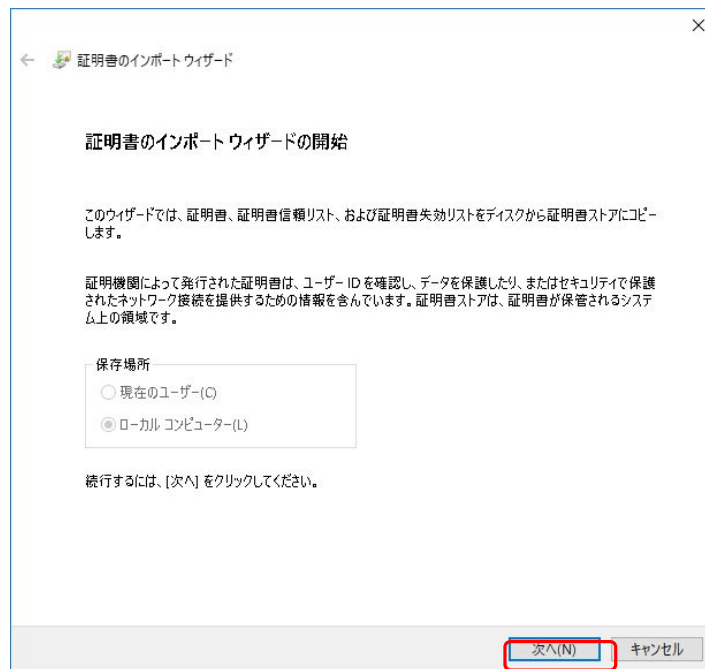 証明書のインポート ウィザード
証明書のインポート ウィザードの開始
このウィザードでは、証明書、証明書信頼リスト、および証明書失効リストをディスクから証明書ストアにコピー
します。
証明機関によって発行された証明書は、ユーザー ID を確認し、データを保護したり、またはセキュリティで保護
されたネットワーク接続を提供するための情報を含んでいます。証明書ストアは、証明書が保管されるシステ
ム上の領域です。
保存場所
現在のユーザー(C)
ローカル コンピューター(L)
続行するには、[次へ] をクリックしてください。
次へ(N)
キャンセル